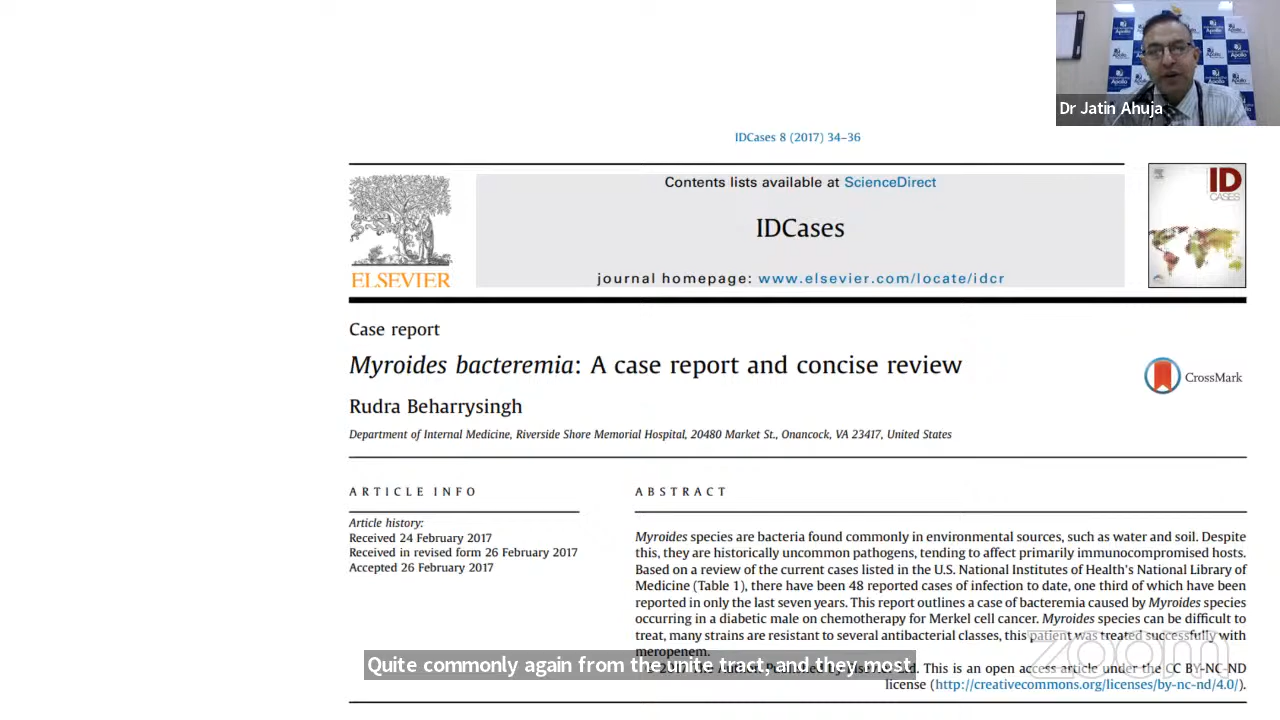 Dr Jatin Ahuja
IDCases 8 (2017) 34–36
Contents lists available at ScienceDirect
IDCases
journal homepage: www.elsevier.com/locate/idcr
ELSEVIER
ID
CASES
Case report
Myroides bacteremia: A case report and concise review
CrossMark
Rudra Beharrysingh
Department of Internal Medicine, Riverside Shore Memorial Hospital, 20480 Market St., Onancock, VA 23417, United States
ARTICLE INFO
Article history:
Received 24 February 2017
Received in revised form 26 February 2017
Accepted 26 February 2017
ABSTRACT
Myroides species are bacteria found commonly in environmental sources, such as water and soil. Despite
this, they are historically uncommon pathogens, tending to affect primarily immunocompromised hosts.
Based on a review of the current cases listed in the U.S. National Institutes of Health's National Library of
Medicine (Table 1), there have been 48 reported cases of infection to date, one third of which have been
reported in only the last seven years. This report outlines a case of bacteremia caused by Myroides species
occurring in a diabetic male on chemotherapy for Merkel cell cancer. Myroides species can be difficult to
treat, many strains are resistant to several antibacterial classes, this patient was treated successfully with
meropenem.
© 2017 The Author. Published by Elsevier Ltd. This is an open access article under the CC BY-NC-ND
license (http://creativecommons.org/licenses/by-nc-nd/4.0/).
Quite commonly again from the unite tract, and they most
zoom